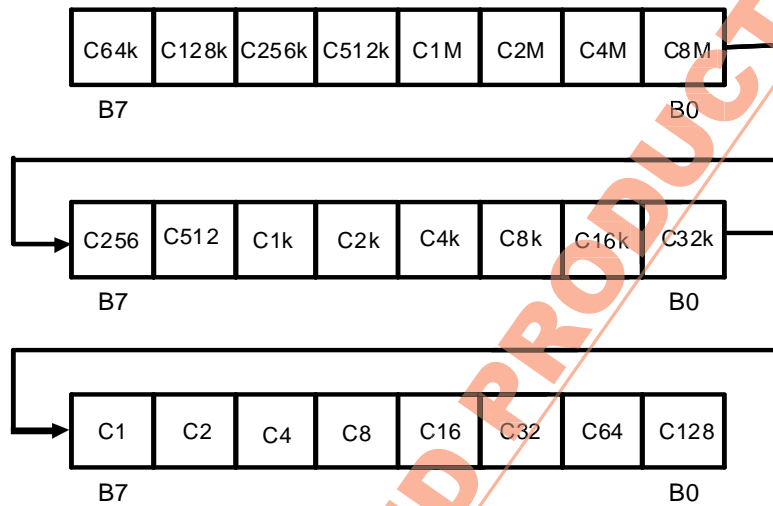 C64k C128k C256k C512k C1M C2M C4M C8M
B7 B0
C256 C512 C1k C2k C4k C8k C16k C32k
B7 B0
C1 C2 C4 C8 C16 C32 C64 C128
B7 B0
D PRODUCT